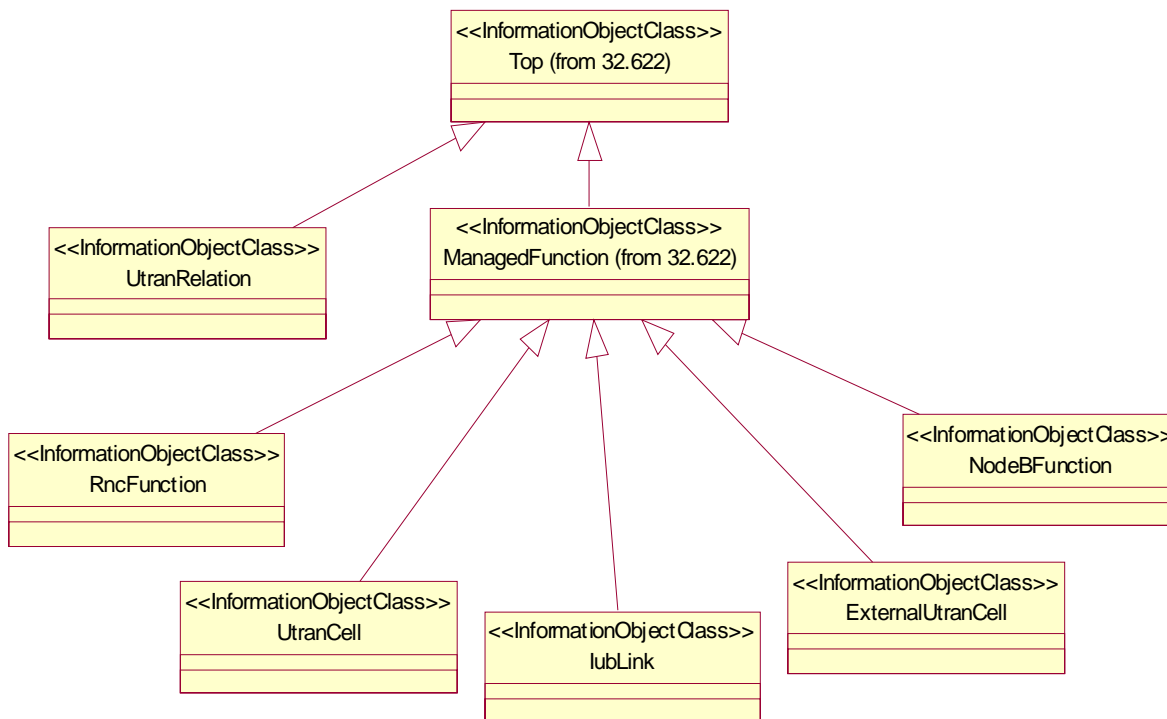 <<InformationObjectClass>>
Top (from 32.622)
<<InformationObjectClass>>
ManagedFunction (from 32.622)
<<InformationObjectClass>>
UtranRelation
<<InformationObjectClass>>
RncFunction
<<InformationObjectClass>>
NodeBFunction
<<InformationObjectClass>>
UtranCell
<<InformationObjectClass>>
IubLink
<<InformationObjectClass>>
ExternalUtranCell